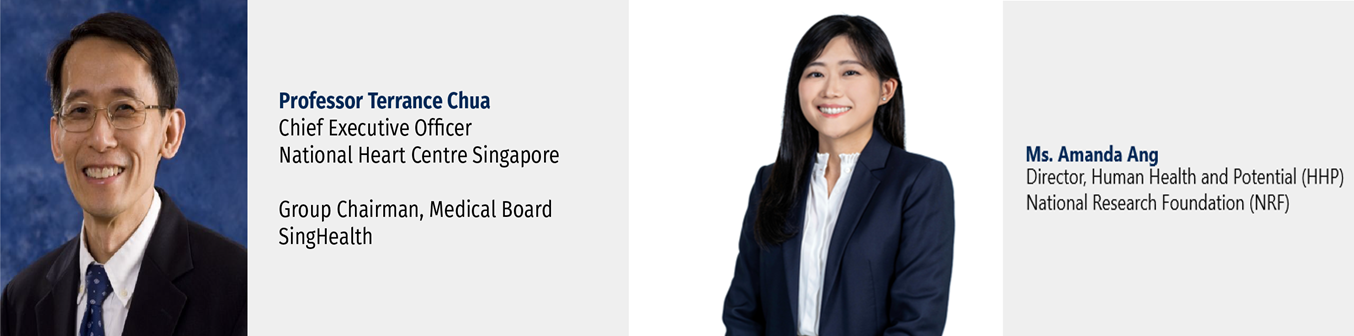 Professor Terrance Chua
Chief Executive Officer
National Heart Centre Singapore
Group Chairman, Medical Board
SingHealth
Ms. Amanda Ang
Director, Human Health and Potential (HHP)
National Research Foundation (NRF)